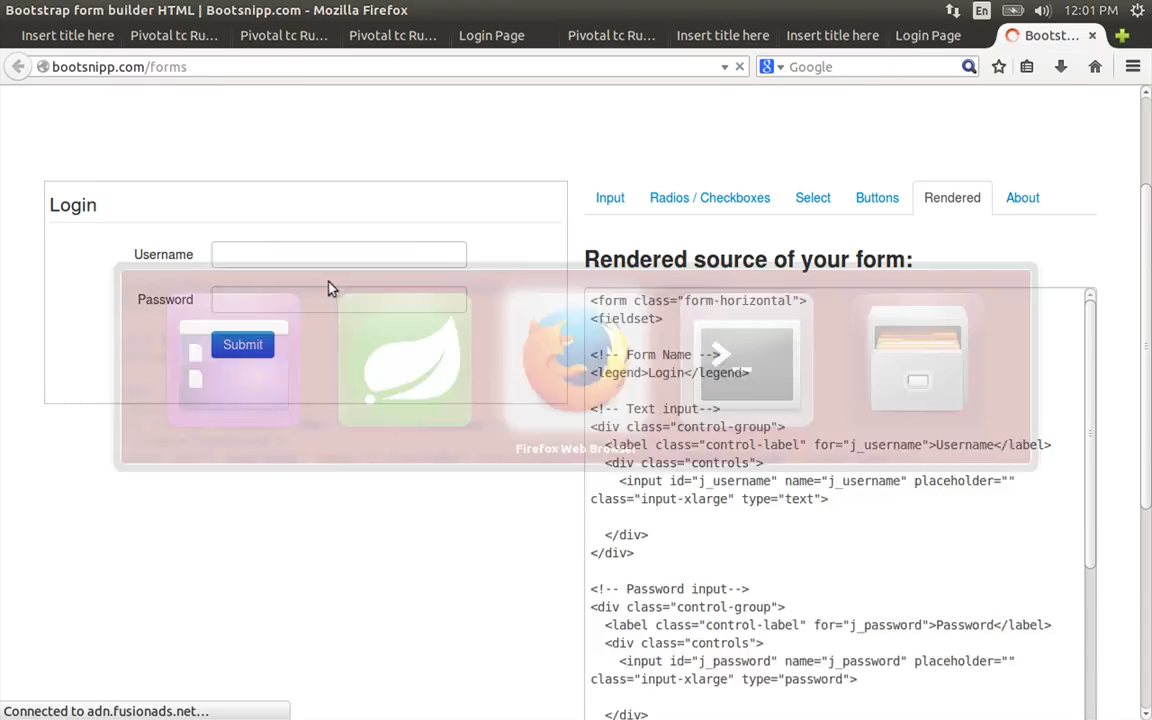 Bootstrap form builder HTML | Bootsnipp.com - Mozilla Firefox
En
12:01 PM
Insert title here
Pivotal tc Ru...
Pivotal tc Ru...
Pivotal tc Ru...
Login Page
Pivotal tc Ru...
Insert title here
Insert title here
Login Page
Bootst...
bootsnipp.com/forms
Google
Login
Username
Password
Submit
Input
Radios / Checkboxes
Select
Buttons
Rendered
About
Rendered source of your form:
<form class="form-horizontal">
<fieldset>
<!-- Form Name -->
<legend>Login</legend>
<!-- Text input-->
<div class="control-group">
<label class="control-label" for="j_username">Username</label>
<div class="controls">
<input id="j_username" name="j_username" placeholder=""
class="input-xlarge" type="text">
</div>
</div>
<!-- Password input-->
<div class="control-group">
<label class="control-label" for="j_password">Password</label>
<div class="controls">
<input id="j_password" name="j_password" placeholder=""
class="input-xlarge" type="password">
</div>
Firefox Web Browser
Connected to adn.fusionads.net...